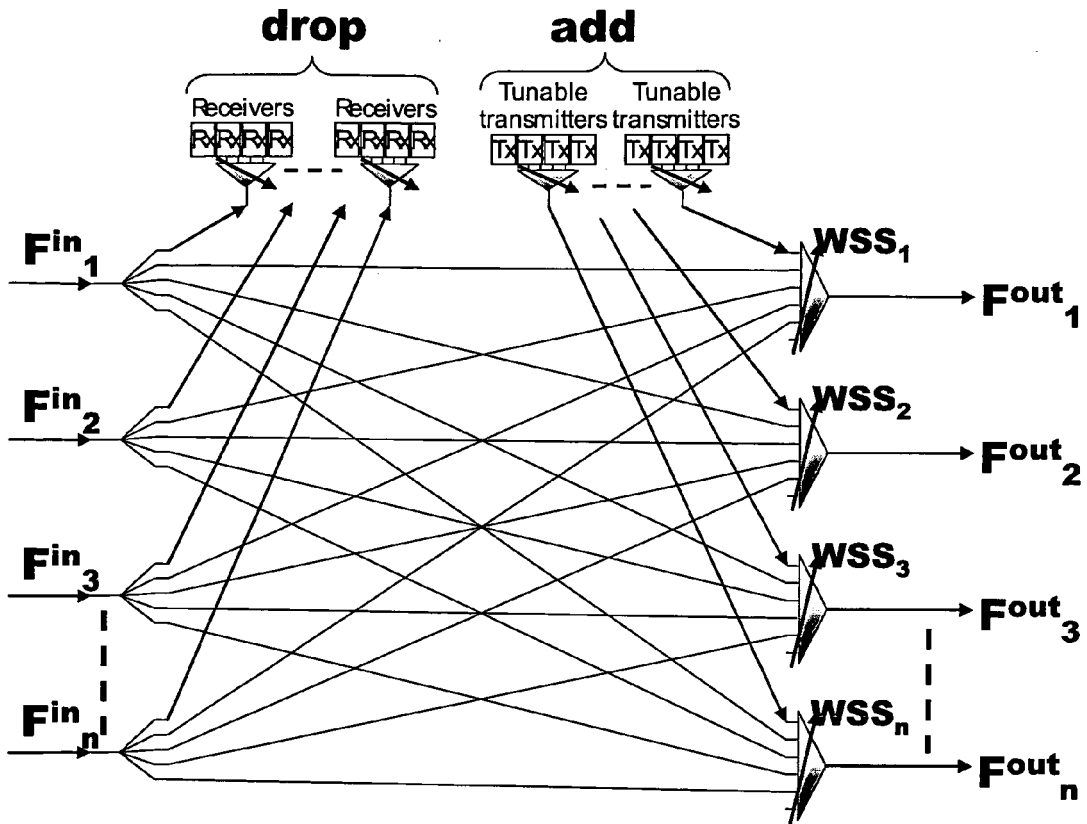 drop add
Receivers Receivers Tunable transmitters Tunable transmitters
Rx Rx Rx Rx Rx Rx Rx Rx Tx Tx Tx Tx Tx Tx Tx Tx
Fin1 WSS1
Fout1
Fin2 WSS2
Fout2
Fin3 WSS3
Fout3
Finn WSSn
Foutn